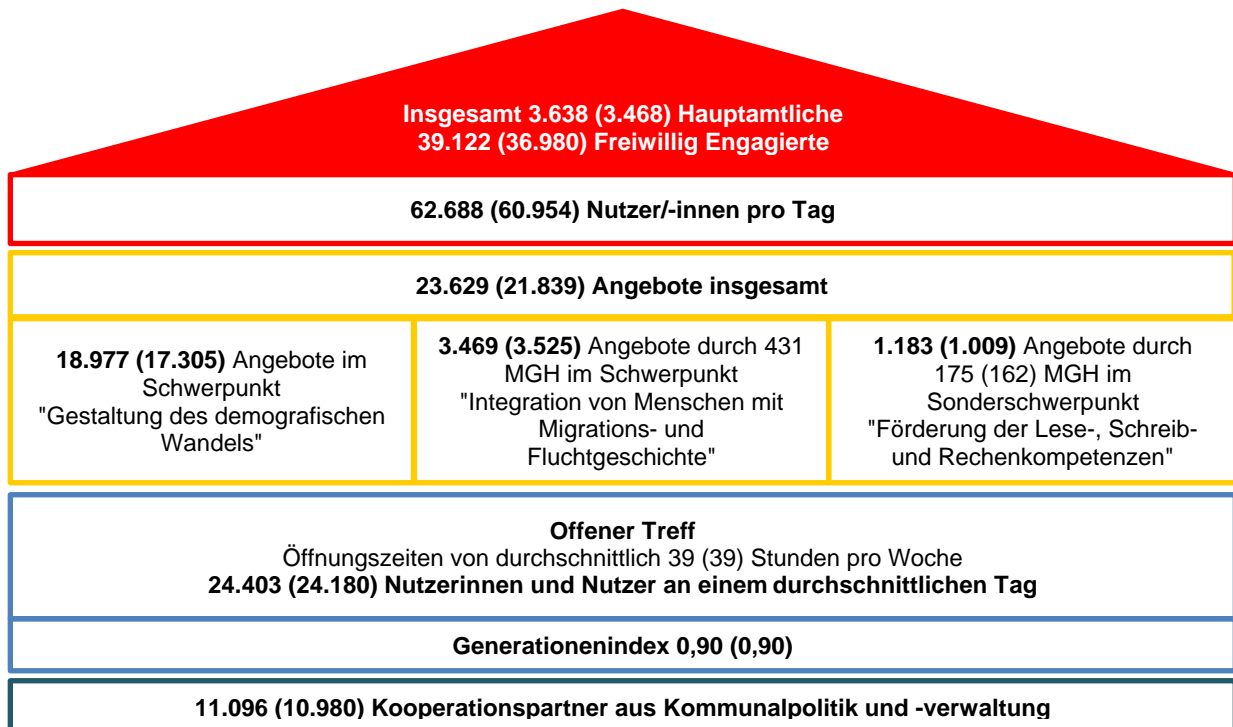 Insgesamt 3.638 (3.468) Hauptamtliche
39.122 (36.980) Freiwillig Engagierte
62.688 (60.954) Nutzer/-innen pro Tag
23.629 (21.839) Angebote insgesamt
18.977 (17.305) Angebote im
Schwerpunkt
"Gestaltung des demografischen
Wandels"
3.469 (3.525) Angebote durch 431
MGH im Schwerpunkt
"Integration von Menschen mit
Migrations- und
Fluchtgeschichte"
1.183 (1.009) Angebote durch
175 (162) MGH im
Sonderschwerpunkt
"Förderung der Lese-, Schreib-
und Rechenkompetenzen"
Offener Treff
Öffnungszeiten von durchschnittlich 39 (39) Stunden pro Woche
24.403 (24.180) Nutzerinnen und Nutzer an einem durchschnittlichen Tag
Generationenindex 0,90 (0,90)
11.096 (10.980) Kooperationspartner aus Kommunalpolitik und -verwaltung